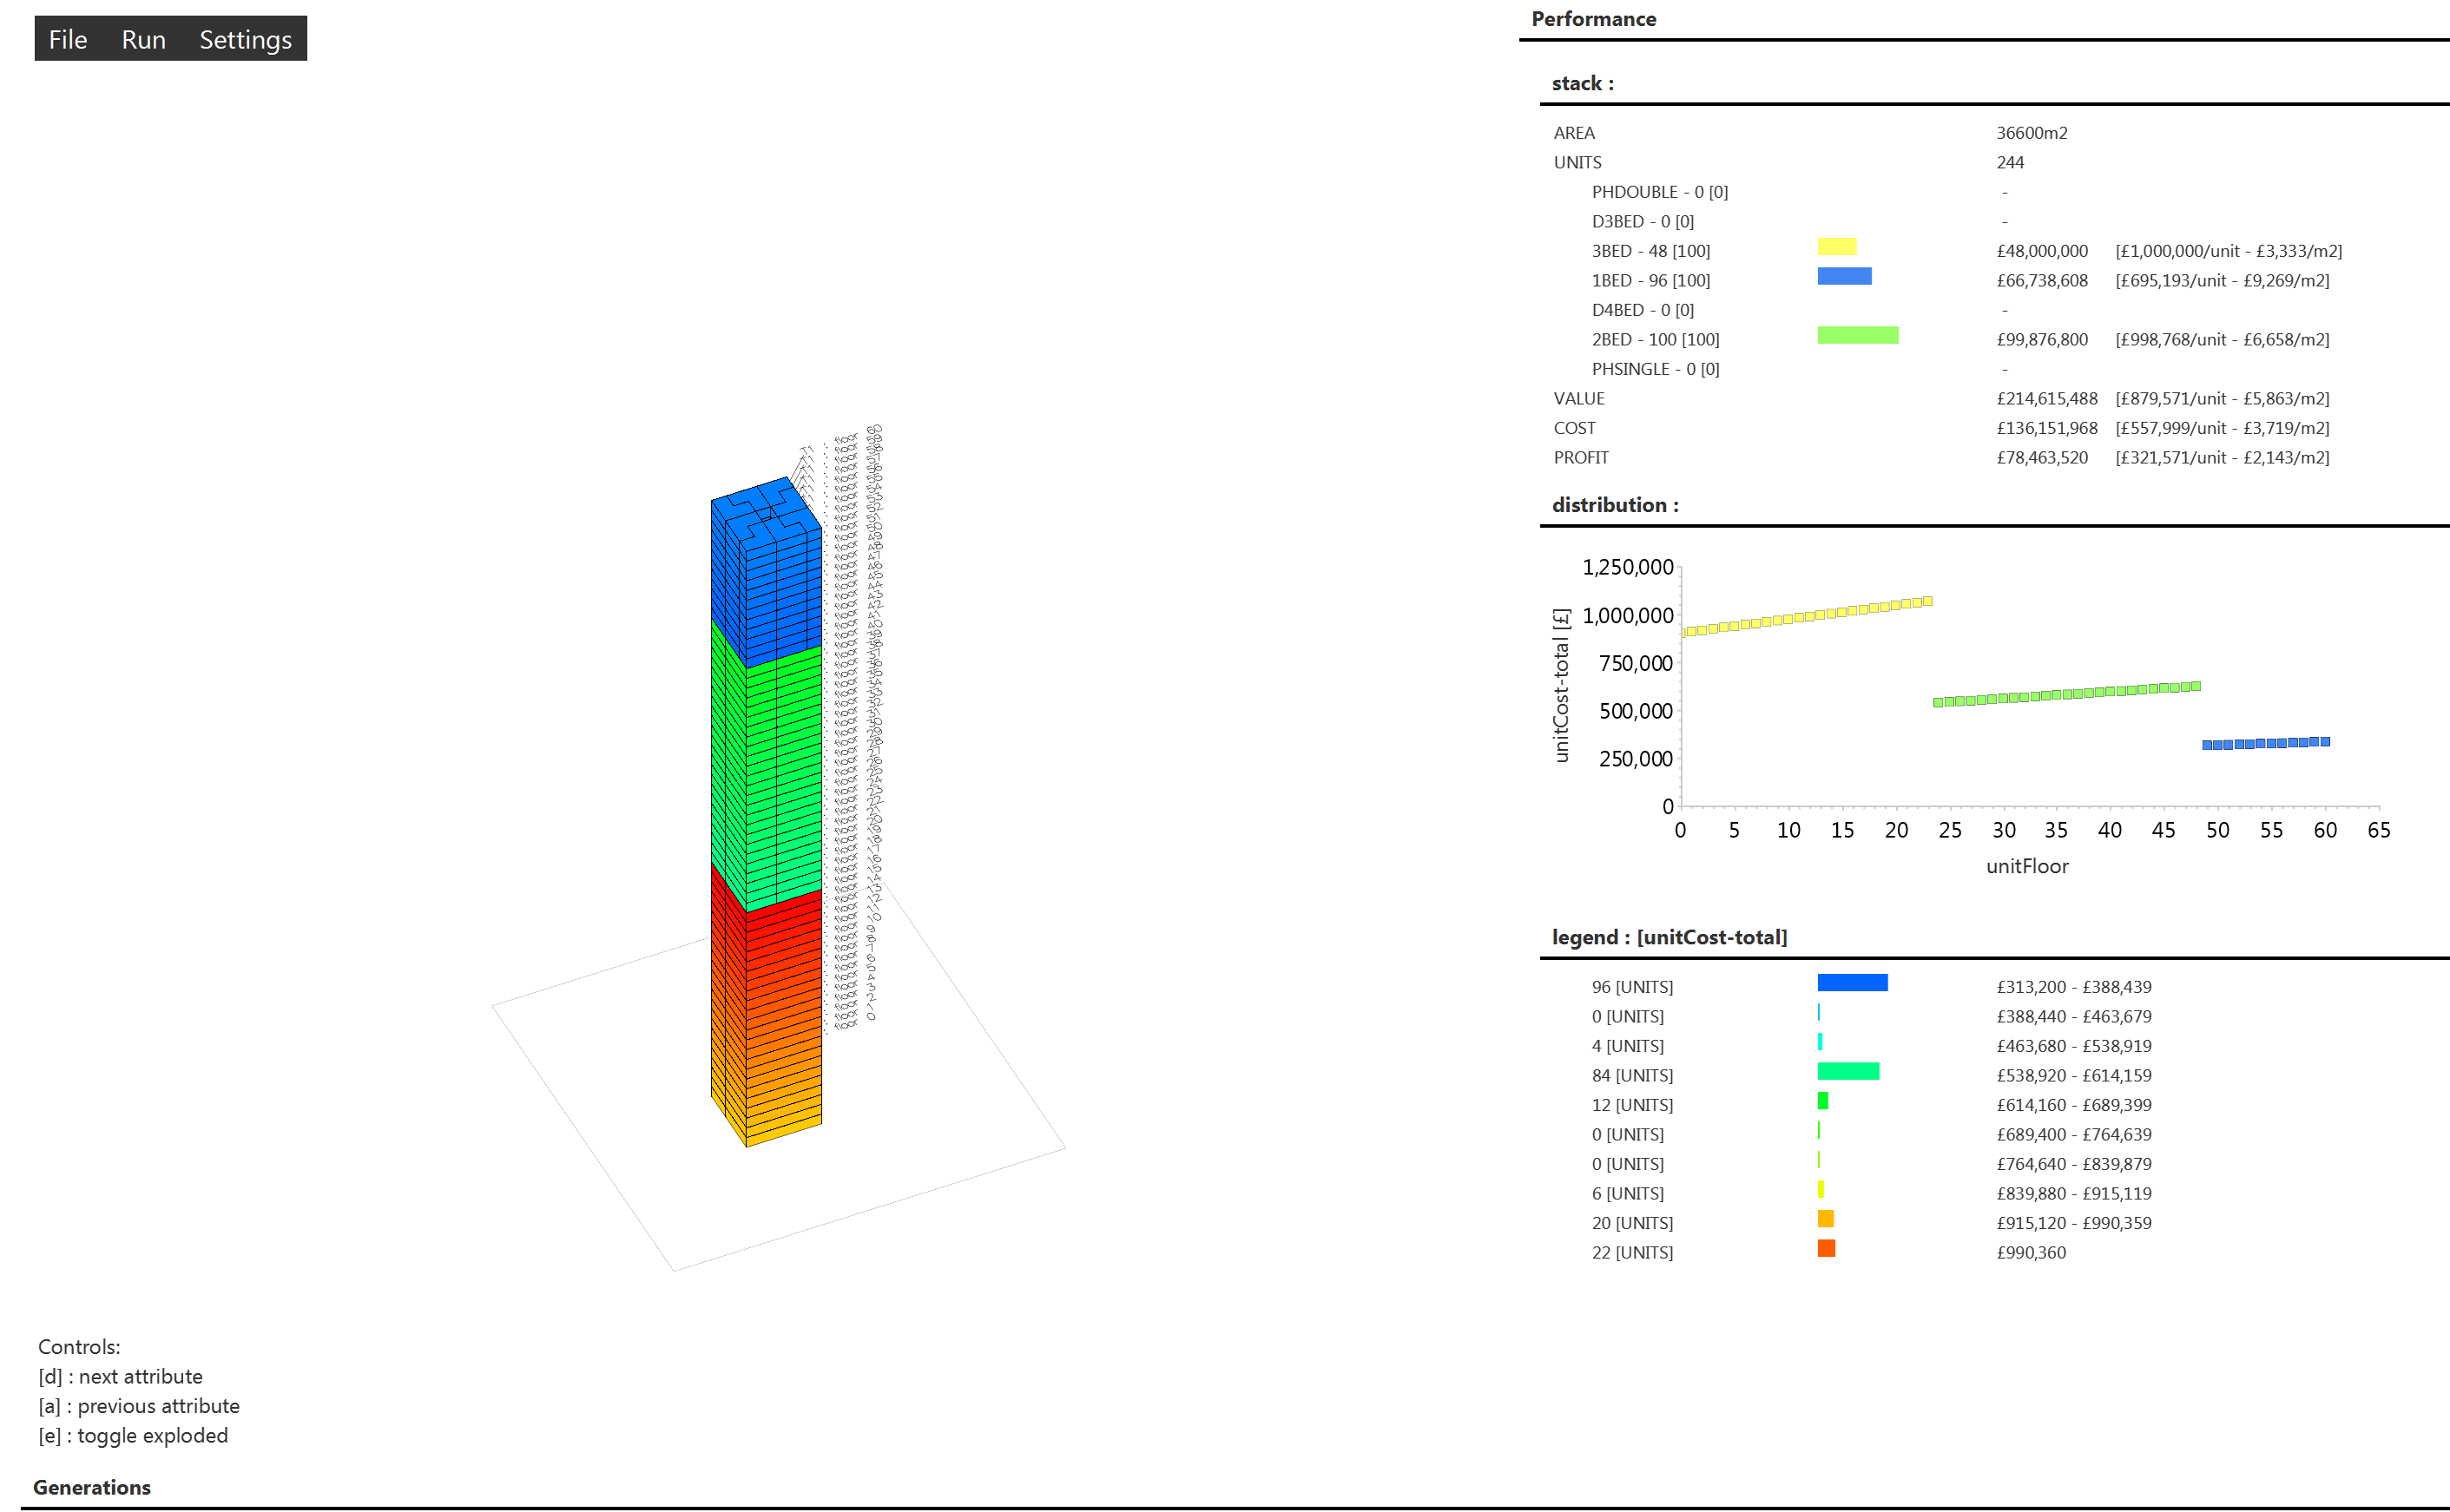 File Run Settings
Performance
stack :
AREA 36600m2
UNITS 244
PHDOUBLE - 0 [0] -
D3BED - 0 [0] -
3BED - 48 [100] £48,000,000 [£1,000,000/unit - £3,333/m2]
1BED - 96 [100] £66,738,608 [£695,193/unit - £9,269/m2]
D4BED - 0 [0] -
2BED - 100 [100] £99,876,800 [£998,768/unit - £6,658/m2]
PHSINGLE - 0 [0] -
VALUE £214,615,488 [£879,571/unit - £5,863/m2]
COST £136,151,968 [£557,999/unit - £3,719/m2]
PROFIT £78,463,520 [£321,571/unit - £2,143/m2]
distribution :
unitCost-total [£]
1,250,000
1,000,000
750,000
500,000
250,000
0
0 5 10 15 20 25 30 35 40 45 50 55 60 65
unitFloor
legend : [unitCost-total]
96 [UNITS] £313,200 - £388,439
0 [UNITS] £388,440 - £463,679
4 [UNITS] £463,680 - £538,919
84 [UNITS] £538,920 - £614,159
12 [UNITS] £614,160 - £689,399
0 [UNITS] £689,400 - £764,639
0 [UNITS] £764,640 - £839,879
6 [UNITS] £839,880 - £915,119
20 [UNITS] £915,120 - £990,359
22 [UNITS] £990,360
Controls:
[d] : next attribute
[a] : previous attribute
[e] : toggle exploded
Generations